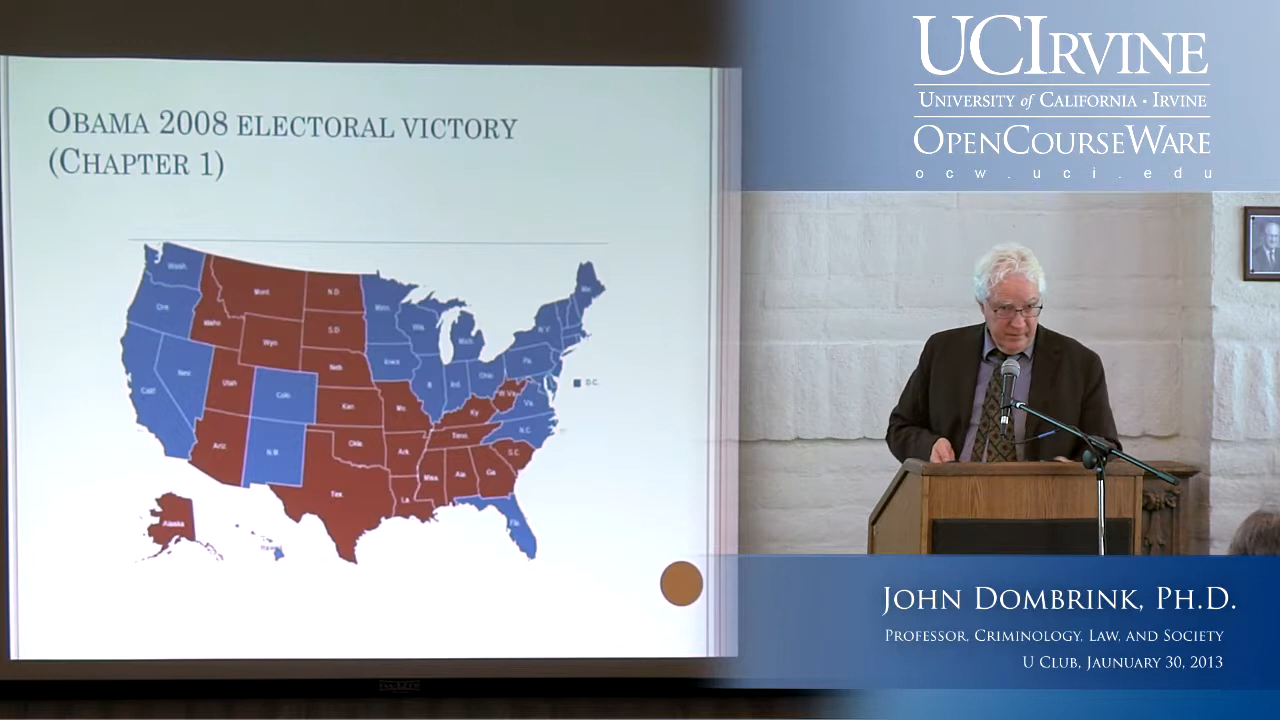 OBAMA 2008 ELECTORAL VICTORY
(CHAPTER 1)
Wash.
Ore.
Calif.
Nev.
Idaho
Mont.
Wyo.
Utah
Ariz.
Colo.
N.M.
N.D.
S.D.
Neb.
Kan.
Okla.
Tex.
Minn.
Iowa
Mo.
Ark.
La.
Wis.
Ill.
Mich.
Ind.
Ohio
Ky.
Tenn.
Miss.
Ala.
Ga.
Fla.
S.C.
N.C.
Va.
W.Va.
Pa.
N.Y.
Me.
D.C.
Alaska
UCIRVINE
UNIVERSITY of CALIFORNIA · IRVINE
OPENCOURSEWARE
ocw.uci.edu
JOHN DOMBRINK, PH.D.
PROFESSOR, CRIMINOLOGY, LAW, AND SOCIETY
U CLUB, JAUNUARY 30, 2013